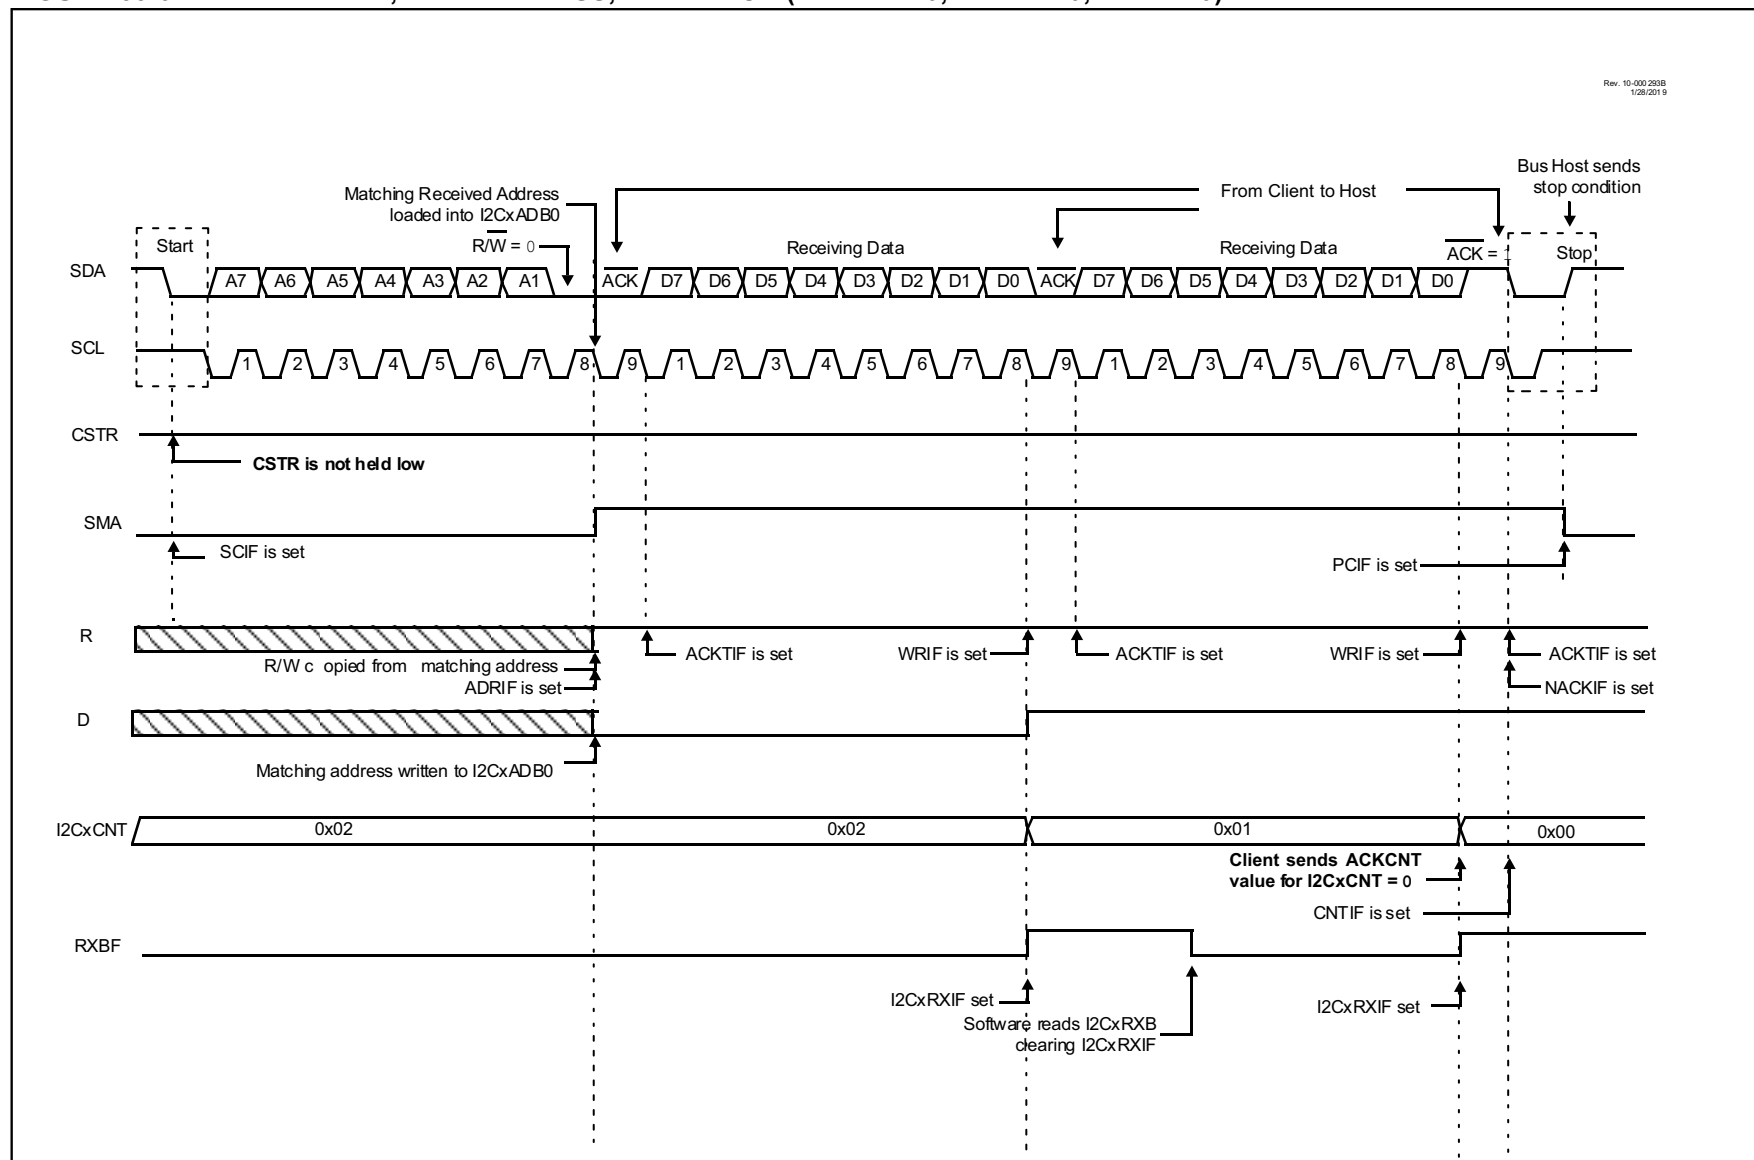 Rev. 10-000 293B
1/28/201 9
Bus Host sends
stop condition
Matching Received Address
loaded into I2CxADB0
From Client to Host
R/W = 0
Start
Receiving Data
Receiving Data
ACK = 1
Stop
SDA
A7 A6 A5 A4 A3 A2 A1 ACK D7 D6 D5 D4 D3 D2 D1 D0 ACK D7 D6 D5 D4 D3 D2 D1 D0
SCL
1 2 3 4 5 6 7 8 9 1 2 3 4 5 6 7 8 9 1 2 3 4 5 6 7 8 9
CSTR
CSTR is not held low
SMA
SCIF is set
PCIF is set
R
ACKTIF is set
WRIF is set
ACKTIF is set
WRIF is set
ACKTIF is set
R/W c opied from matching address
ADRIF is set
NACKIF is set
D
Matching address written to I2CxADB0
I2CxCNT
0x02 0x02 0x01 0x00
Client sends ACKCNT
value for I2CxCNT = 0
CNTIF is set
RXBF
I2CxRXIF set
I2CxRXIF set
Software reads I2CxRXB
clearing I2CxRXIF